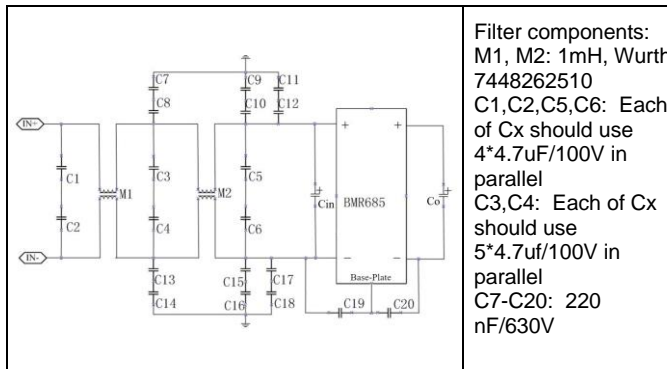 C7
C9
C11
C8
C10
C12
IN+
C1
M1
C3
M2
C5
Cin
+
+
BMR685
Co
C2
C4
C6
IN-
−
−
Base-Plate
C13
C15
C17
C14
C16
C18
C19
C20
Filter components:
M1, M2: 1mH, Wurth
7448262510
C1,C2,C5,C6: Each
of Cx should use
4*4.7uF/100V in
parallel
C3,C4: Each of Cx
should use
5*4.7uf/100V in
parallel
C7-C20: 220
nF/630V